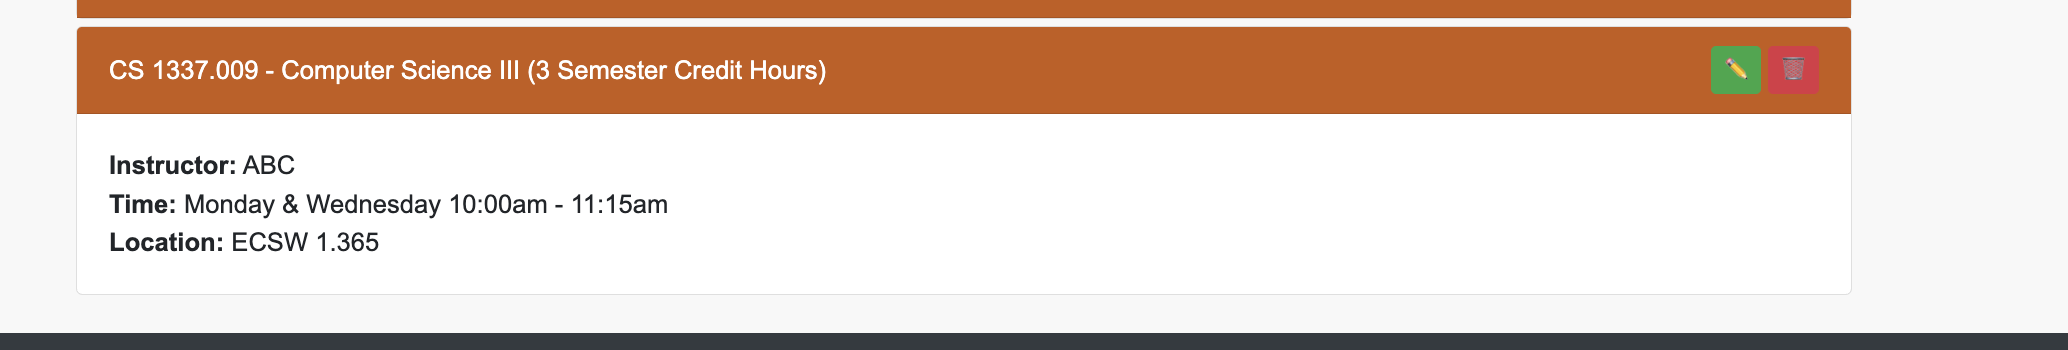 CS 1337.009 - Computer Science III (3 Semester Credit Hours)
Instructor: ABC
Time: Monday & Wednesday 10:00am - 11:15am
Location: ECSW 1.365